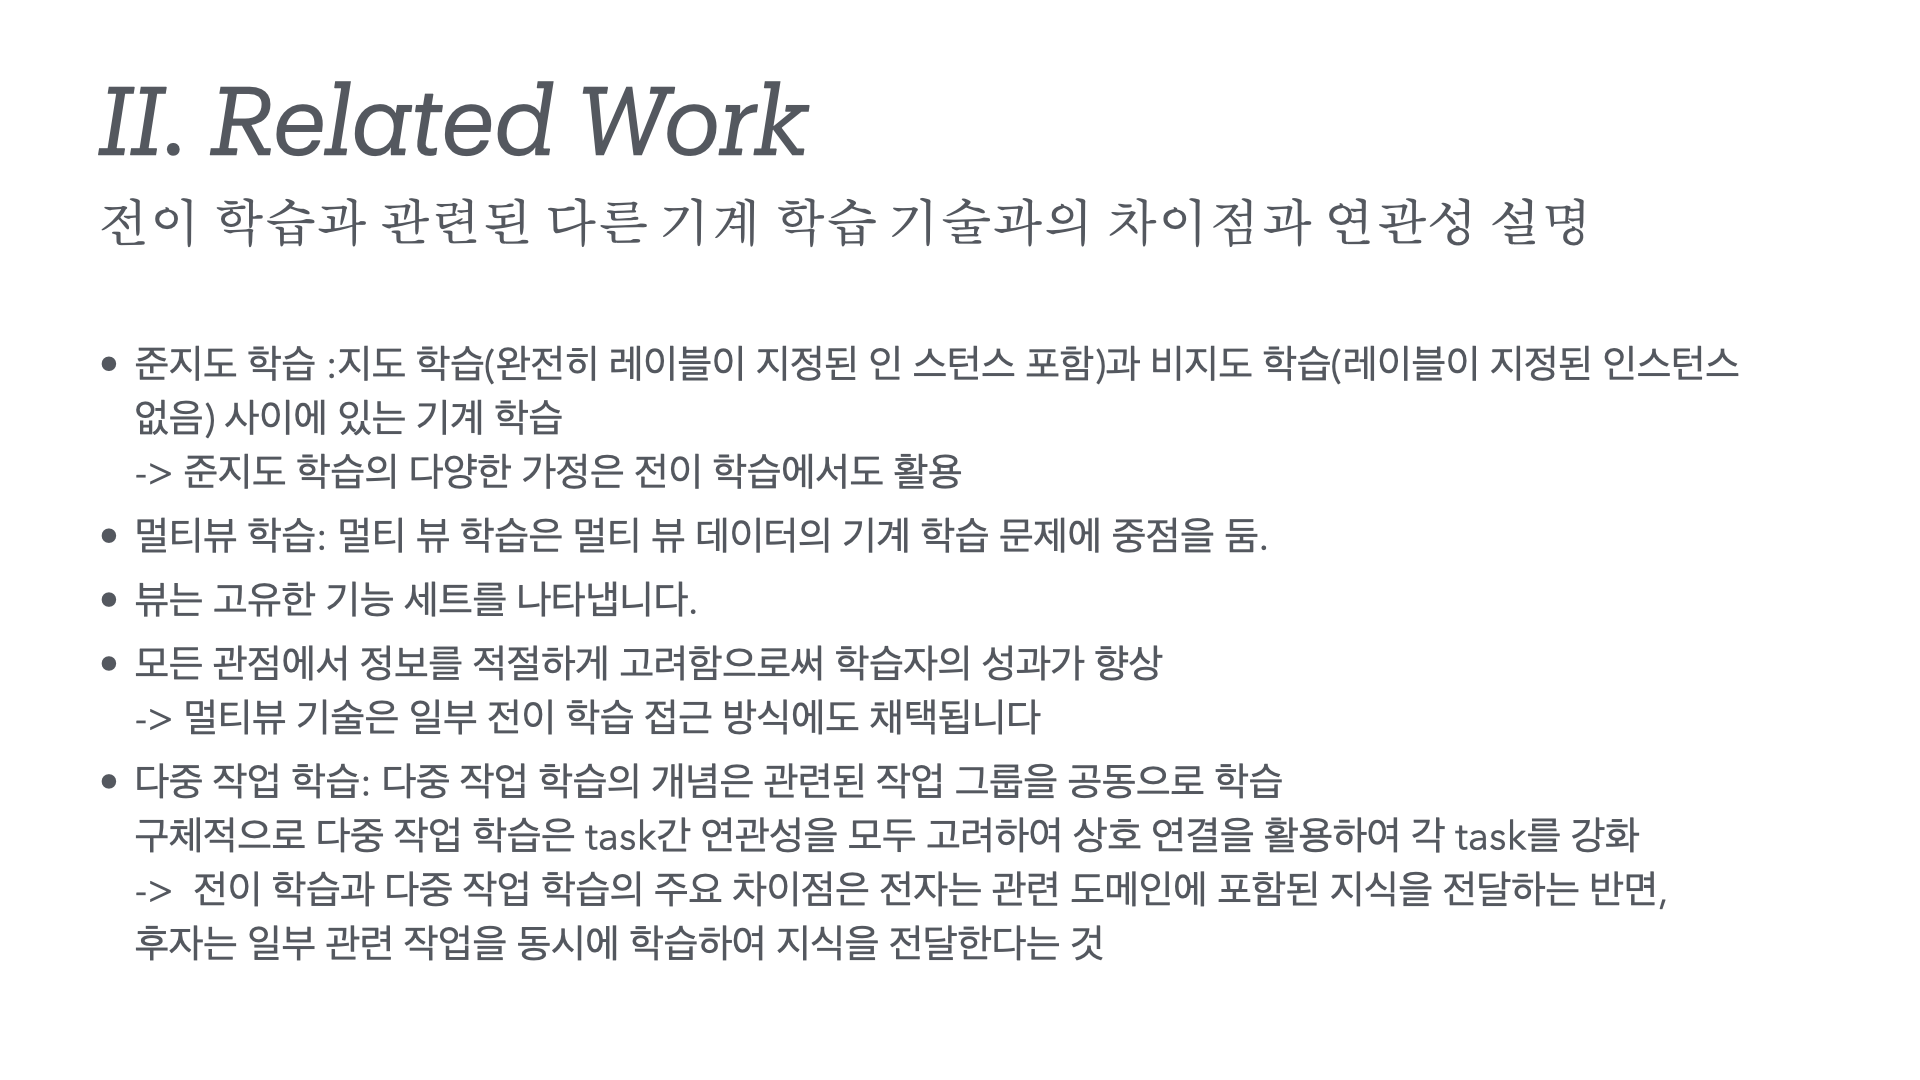 II. Related Work
전이 학습과 관련된 다른 기계 학습 기술과의 차이점과 연관성 설명
• 준지도 학습 :지도 학습(완전히 레이블이 지정된 인 스턴스 포함)과 비지도 학습(레이블이 지정된 인스턴스
없음) 사이에 있는 기계 학습
-> 준지도 학습의 다양한 가정은 전이 학습에서도 활용
• 멀티뷰 학습: 멀티 뷰 학습은 멀티 뷰 데이터의 기계 학습 문제에 중점을 둠.
• 뷰는 고유한 기능 세트를 나타냅니다.
• 모든 관점에서 정보를 적절하게 고려함으로써 학습자의 성과가 향상
-> 멀티뷰 기술은 일부 전이 학습 접근 방식에도 채택됩니다
• 다중 작업 학습: 다중 작업 학습의 개념은 관련된 작업 그룹을 공동으로 학습
구체적으로 다중 작업 학습은 task간 연관성을 모두 고려하여 상호 연결을 활용하여 각 task를 강화
-> 전이 학습과 다중 작업 학습의 주요 차이점은 전자는 관련 도메인에 포함된 지식을 전달하는 반면,
후자는 일부 관련 작업을 동시에 학습하여 지식을 전달한다는 것